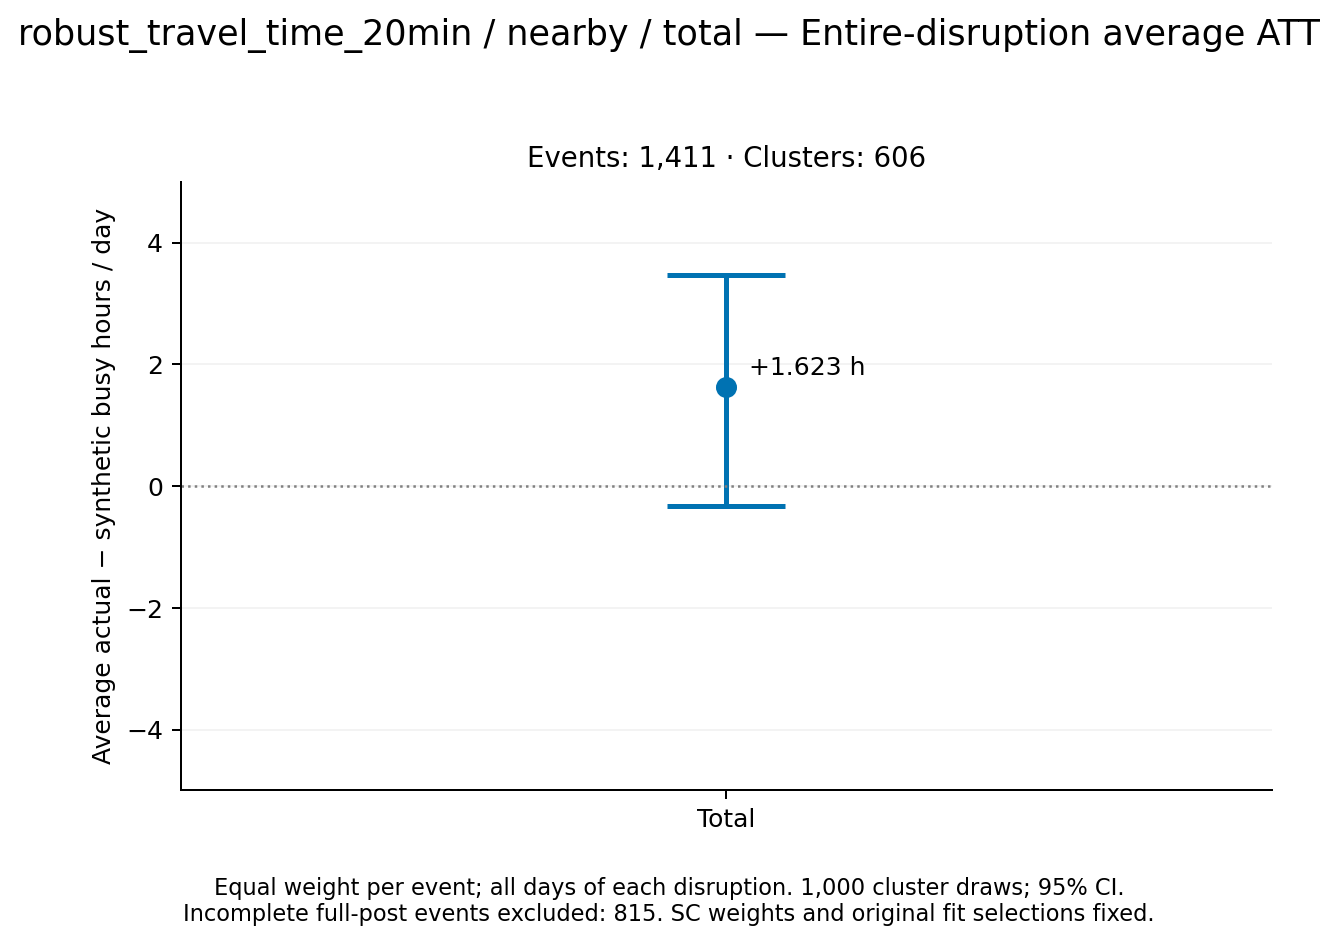 robust_travel_time_20min / nearby / total — Entire-disruption average ATT
Events: 1,411 · Clusters: 606
Average actual − synthetic busy hours / day
4
2
0
−2
−4
+1.623 h
Total
Equal weight per event; all days of each disruption. 1,000 cluster draws; 95% CI.
Incomplete full-post events excluded: 815. SC weights and original fit selections fixed.